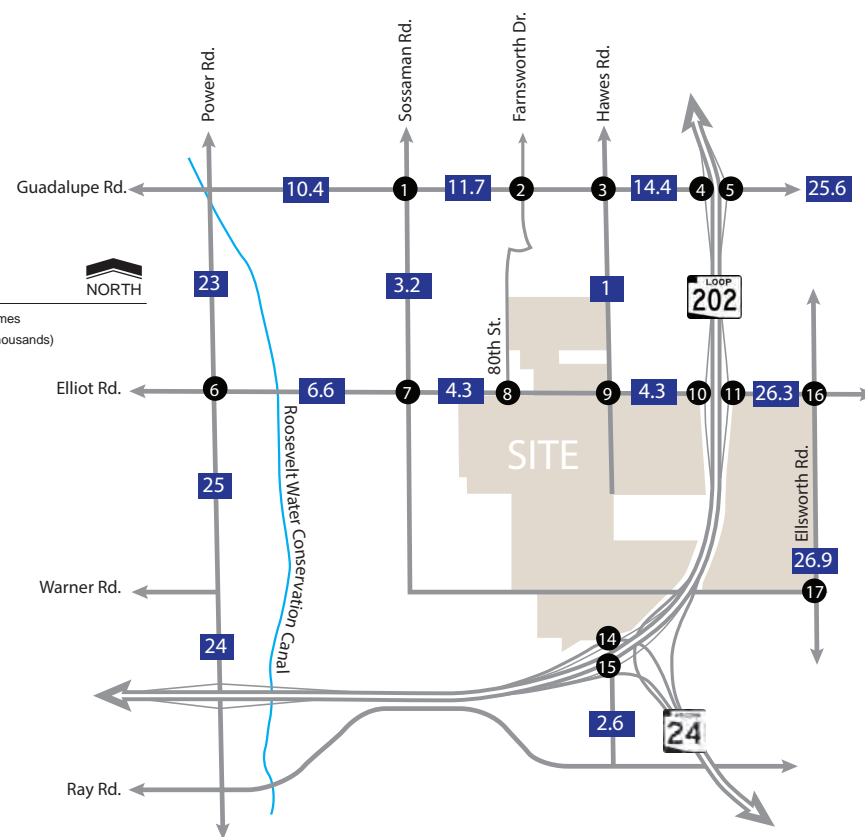 Power Rd.
Sossaman Rd.
Farnsworth Dr.
Hawes Rd.
Guadalupe Rd.
10.4
1
11.7
2
3
14.4
4
5
25.6
NORTH
23
3.2
1
LOOP
202
mes
ousands)
80th St.
Elliot Rd.
6
6.6
7
4.3
8
9
4.3
10
11
26.3
16
Roosevelt Water Conservation Canal
SITE
Ellsworth Rd.
25
26.9
Warner Rd.
17
24
14
15
2.6
24
Ray Rd.